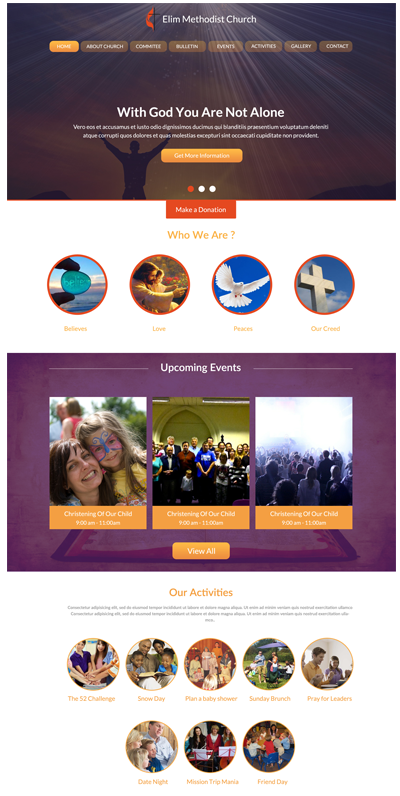 Elim Methodist Church
HOME ABOUT CHURCH COMMITEE BULLETIN EVENTS ACTIVITIES GALLERY CONTACT
With God You Are Not Alone
Vero eos et accusamus et iusto odio dignissimos ducimus qui blanditiis praesentium voluptatum deleniti
atque corrupti quos dolores et quas molestias excepturi sint occaecati cupiditate non provident.
Get More Information
Make a Donation
Who We Are ?
Believes Love Peaces Our Creed
Upcoming Events
Christening Of Our Child Christening Of Our Child Christening Of Our Child
9:00 am - 11:00am 9:00 am - 11:00am 9:00 am - 11:00am
View All
Our Activities
Consectetur adipiscing elit, sed do eiusmod tempor incididunt ut labore et dolore magna aliqua. Ut enim ad minim veniam quis nostrud exercitation ullamco
Consectetur adipiscing elit, sed do eiusmod tempor incididunt ut labore et dolore magna aliqua. Ut enim ad minim veniam, quis nostrud exercitation ulla-
mco..
The 52 Challenge Snow Day Plan a baby shower Sunday Brunch Pray for Leaders
Date Night Mission Trip Mania Friend Day